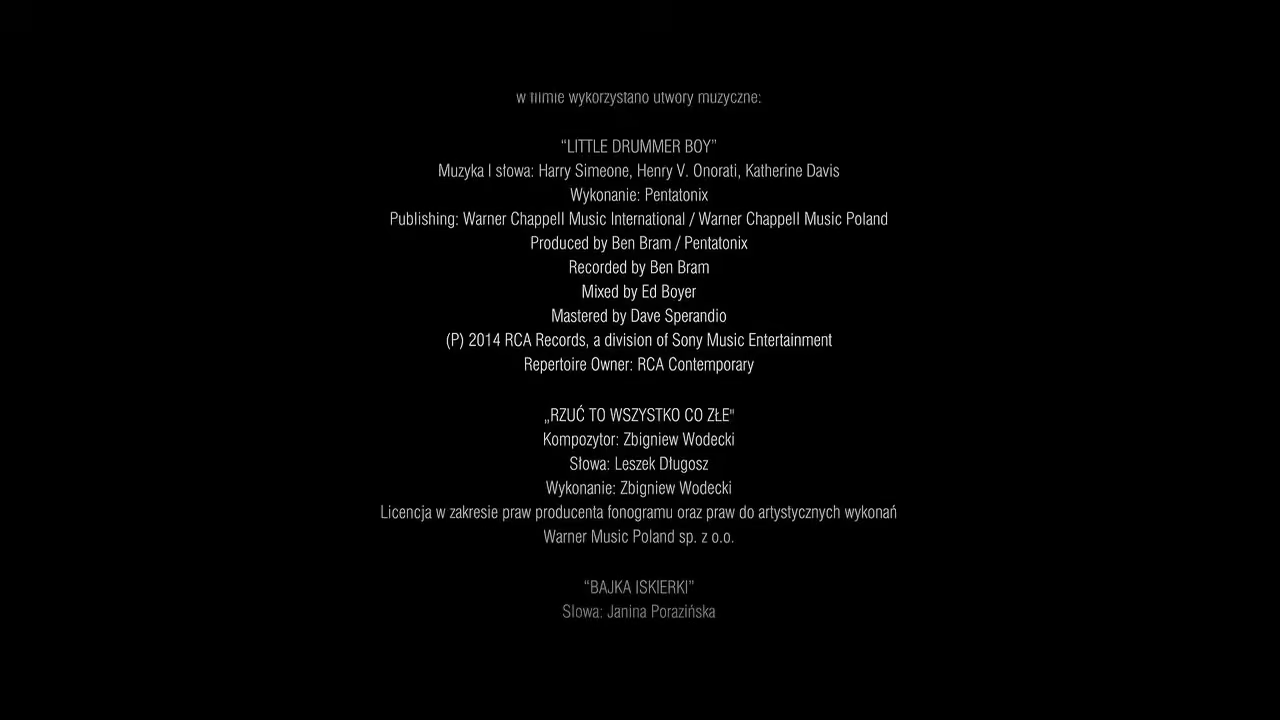 w filmie wykorzystano utwory muzyczne:
“LITTLE DRUMMER BOY”
Muzyka I słowa: Harry Simeone, Henry V. Onorati, Katherine Davis
Wykonanie: Pentatonix
Publishing: Warner Chappell Music International / Warner Chappell Music Poland
Produced by Ben Bram / Pentatonix
Recorded by Ben Bram
Mixed by Ed Boyer
Mastered by Dave Sperandio
(P) 2014 RCA Records, a division of Sony Music Entertainment
Repertoire Owner: RCA Contemporary
„RZUĆ TO WSZYSTKO CO ZŁE"
Kompozytor: Zbigniew Wodecki
Słowa: Leszek Długosz
Wykonanie: Zbigniew Wodecki
Licencja w zakresie praw producenta fonogramu oraz praw do artystycznych wykonań
Warner Music Poland sp. z o.o.
“BAJKA ISKIERKI”
Slowa: Janina Porazińska